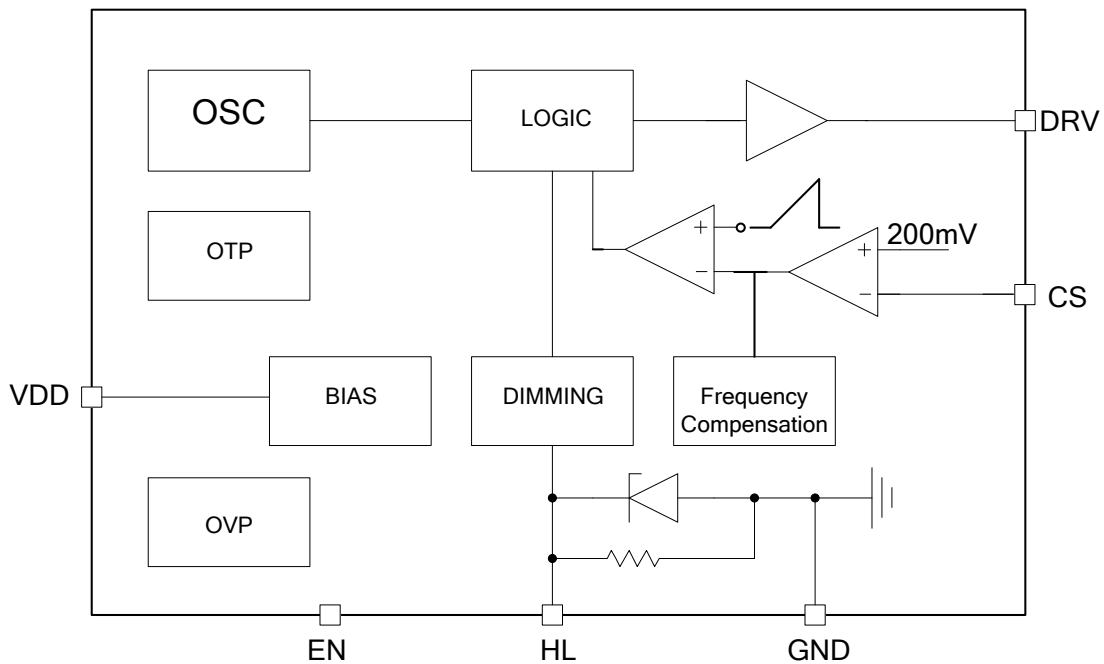 OSC
LOGIC
DRV
OTP
+
−
200mV
+
−
CS
VDD
BIAS
DIMMING
Frequency
Compensation
OVP
EN
HL
GND